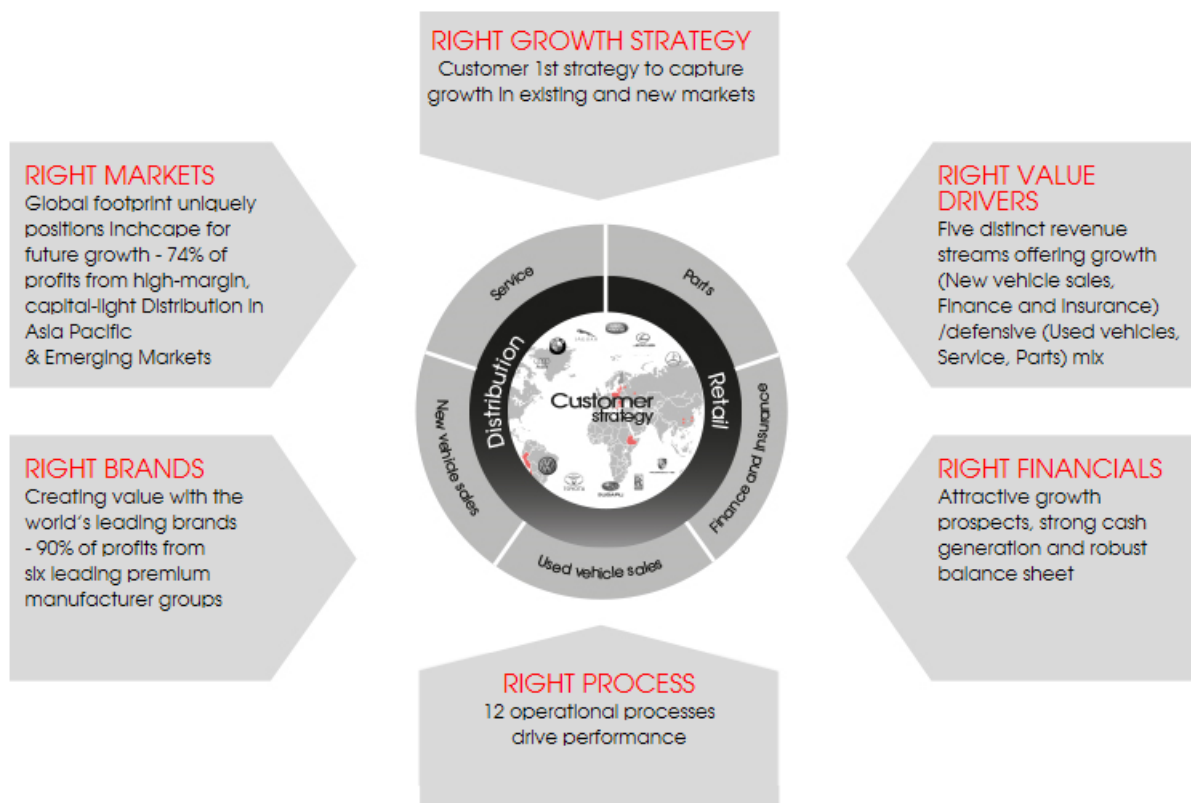 RIGHT GROWTH STRATEGY
Customer 1st strategy to capture
growth in existing and new markets
RIGHT MARKETS
Global footprint uniquely
positions Inchcape for
future growth - 74% of
profits from high-margin,
capital-light Distribution in
Asia Pacific
& Emerging Markets
RIGHT VALUE
DRIVERS
Five distinct revenue
streams offering growth
(New vehicle sales,
Finance and Insurance)
/defensive (Used vehicles,
Service, Parts) mix
Service
Parts
Distribution
Retail
Customer
strategy
JAGUAR
TOYOTA
SUBARU
New vehicle sales
Used vehicle sales
Finance and Insurance
RIGHT BRANDS
Creating value with the
world's leading brands
- 90% of profits from
six leading premium
manufacturer groups
RIGHT FINANCIALS
Attractive growth
prospects, strong cash
generation and robust
balance sheet
RIGHT PROCESS
12 operational processes
drive performance